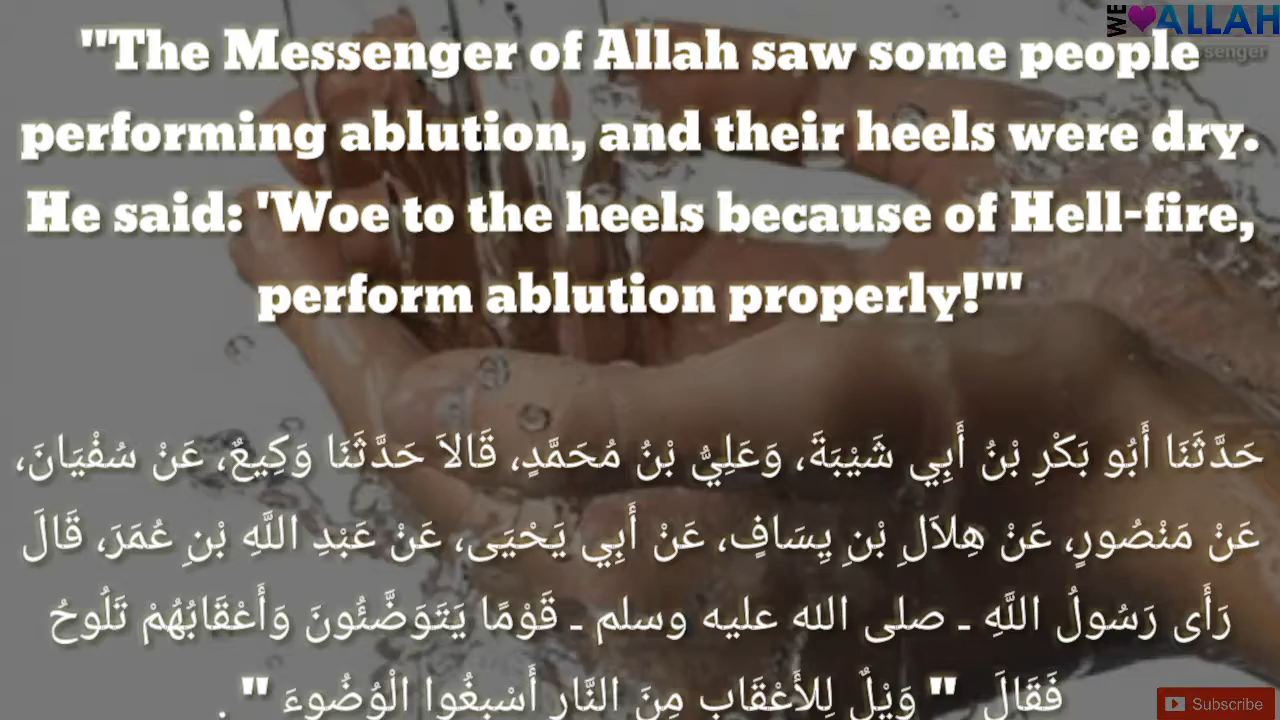 WE ♥ ALLAH
senger
"The Messenger of Allah saw some people
performing ablution, and their heels were dry.
He said: 'Woe to the heels because of Hell-fire,
perform ablution properly!'"
حَدَّثَنَا أَبُو بَكْرِ بْنُ أَبِي شَيْبَةَ، وَعَلِيُّ بْنُ مُحَمَّدٍ، قَالاَ حَدَّثَنَا وَكِيعٌ، عَنْ سُفْيَانَ،
عَنْ مَنْصُورٍ، عَنْ هِلاَلِ بْنِ يِسَافٍ، عَنْ أَبِي يَحْيَى، عَنْ عَبْدِ اللَّهِ بْنِ عُمَرَ، قَالَ
رَأَى رَسُولُ اللَّهِ ـ صلى الله عليه وسلم ـ قَوْمًا يَتَوَضَّئُونَ وَأَعْقَابُهُمْ تَلُوحُ
فَقَالَ ‏"‏ وَيْلٌ لِلأَعْقَابِ مِنَ النَّارِ أَسْبِغُوا الْوُضُوءَ ‏"‏ ‏.‏
Subscribe